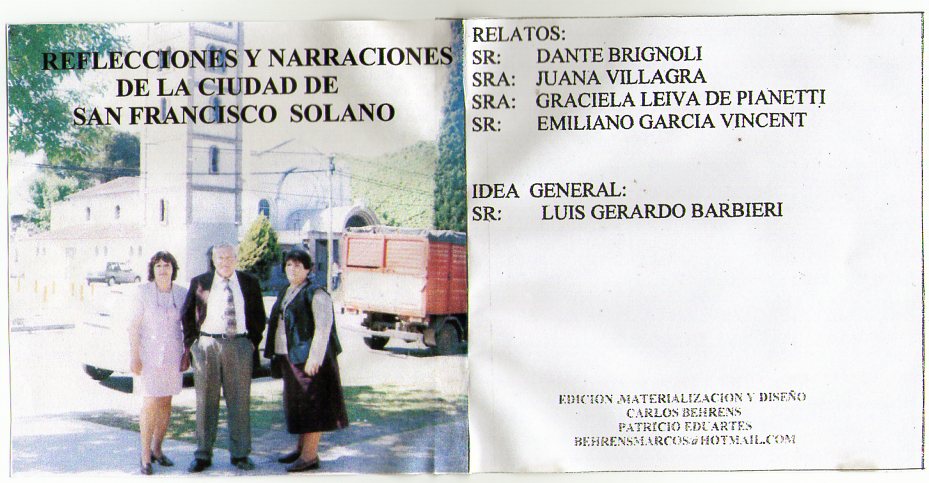 REFLECCIONES Y NARRACIONES
DE LA CIUDAD DE
SAN FRANCISCO SOLANO
RELATOS:
SR: DANTE BRIGNOLI
SRA: JUANA VILLAGRA
SRA: GRACIELA LEIVA DE PIANETTI
SR: EMILIANO GARCIA VINCENT
IDEA GENERAL:
SR: LUIS GERARDO BARBIERI
EDICION ,MATERIALIZACION Y DISEÑO
CARLOS BEHRENS
PATRICIO EDUARTES
BEHRENSMARCOS@HOTMAIL.COM